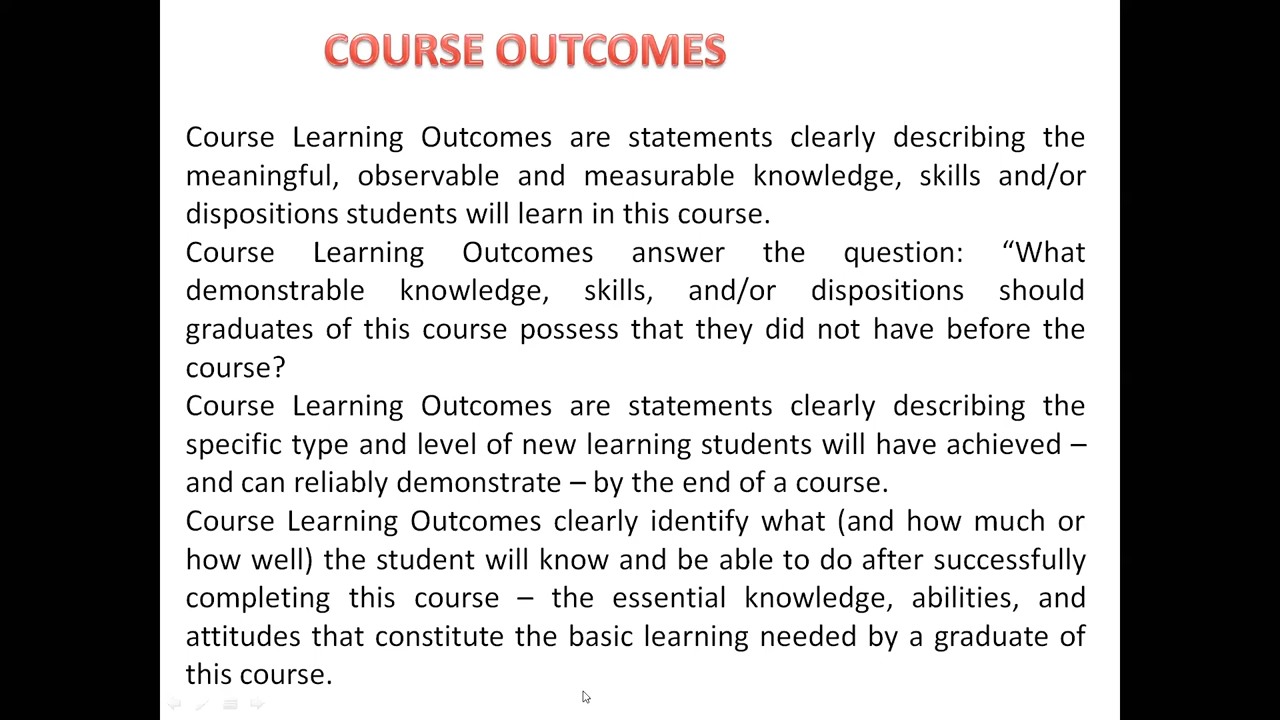 COURSE OUTCOMES
Course Learning Outcomes are statements clearly describing the
meaningful, observable and measurable knowledge, skills and/or
dispositions students will learn in this course.
Course Learning Outcomes answer the question: “What
demonstrable knowledge, skills, and/or dispositions should
graduates of this course possess that they did not have before the
course?
Course Learning Outcomes are statements clearly describing the
specific type and level of new learning students will have achieved –
and can reliably demonstrate – by the end of a course.
Course Learning Outcomes clearly identify what (and how much or
how well) the student will know and be able to do after successfully
completing this course – the essential knowledge, abilities, and
attitudes that constitute the basic learning needed by a graduate of
this course.